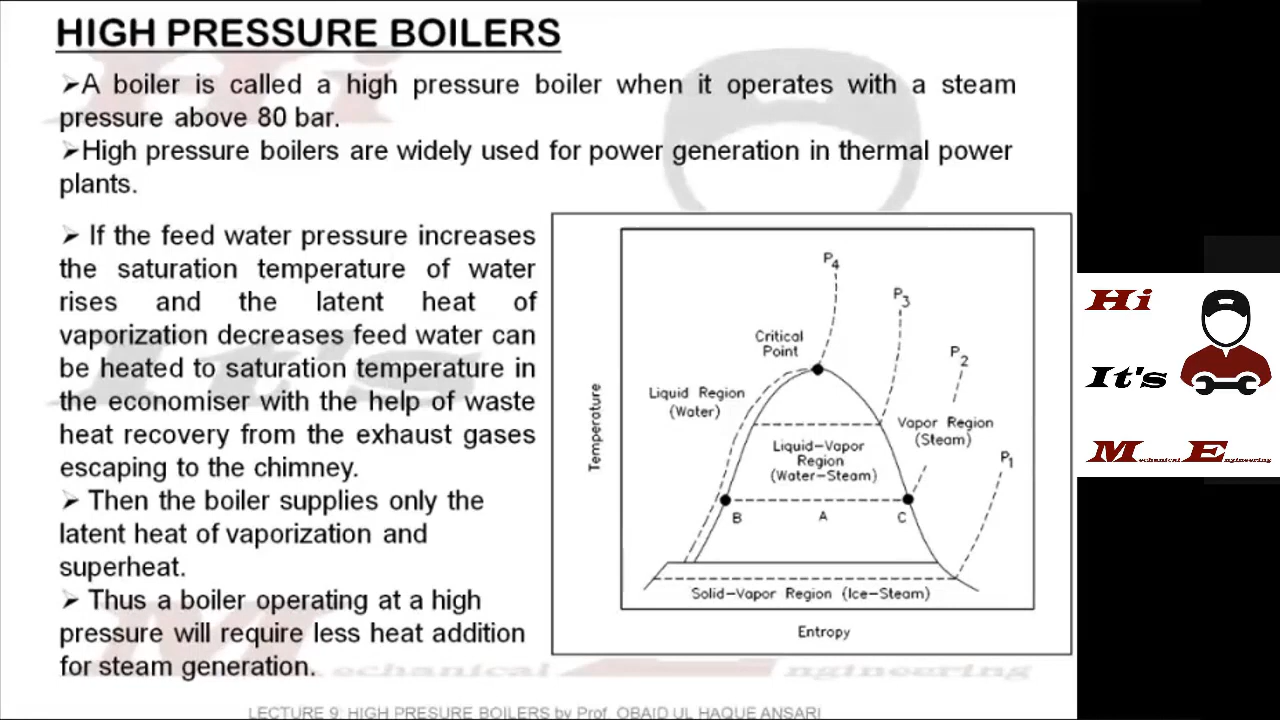 HIGH PRESSURE BOILERS
➢A boiler is called a high pressure boiler when it operates with a steam
pressure above 80 bar.
➢High pressure boilers are widely used for power generation in thermal power
plants.
➢ If the feed water pressure increases
the saturation temperature of water
rises and the latent heat of
vaporization decreases feed water can
be heated to saturation temperature in
the economiser with the help of waste
heat recovery from the exhaust gases
escaping to the chimney.
➢ Then the boiler supplies only the
latent heat of vaporization and
superheat.
➢ Thus a boiler operating at a high
pressure will require less heat addition
for steam generation.
P4
P3
P2
P1
Critical
Point
Liquid Region
(Water)
Vapor Region
(Steam)
Liquid-Vapor
Region
(Water-Steam)
B
A
C
Solid-Vapor Region (Ice-Steam)
Temperature
Entropy
Hi
It's
Mechanical Engineering
Hi
It's
Mechanical Engineering
LECTURE 9: HIGH PRESURE BOILERS by Prof. OBAID UL HAQUE ANSARI